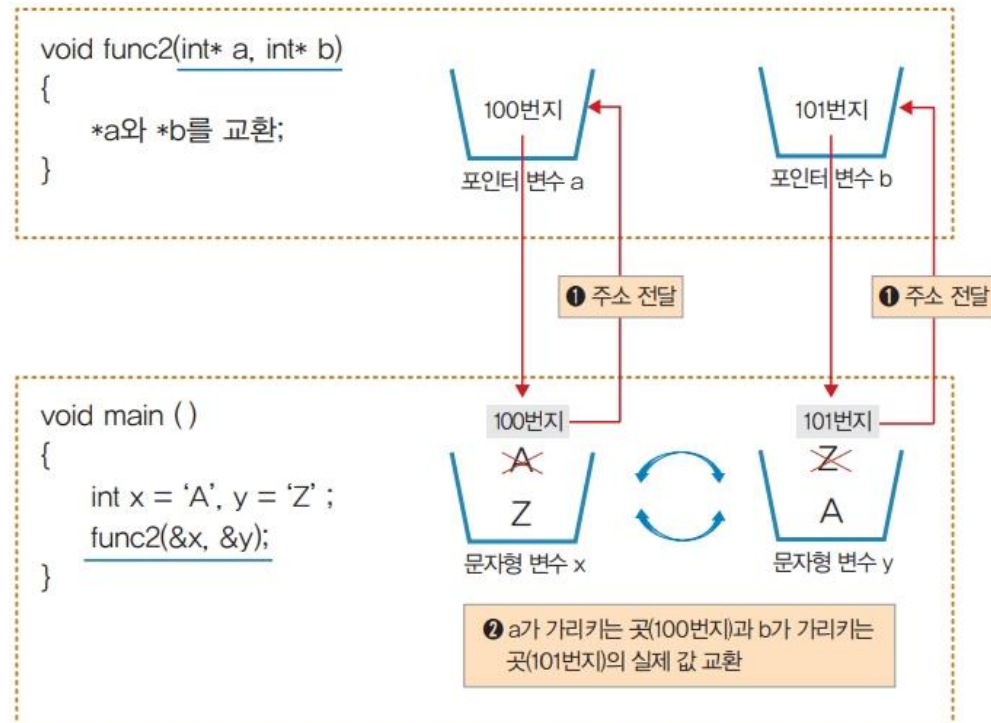 void func2(int* a, int* b)
{
*a와 *b를 교환;
}
100번지
포인터 변수 a
101번지
포인터 변수 b
❶ 주소 전달
❶ 주소 전달
void main ( )
{
int x = ‘A’, y = ‘Z’ ;
func2(&x, &y);
}
100번지
A
Z
문자형 변수 x
101번지
Z
A
문자형 변수 y
❷ a가 가리키는 곳(100번지)과 b가 가리키는
곳(101번지)의 실제 값 교환